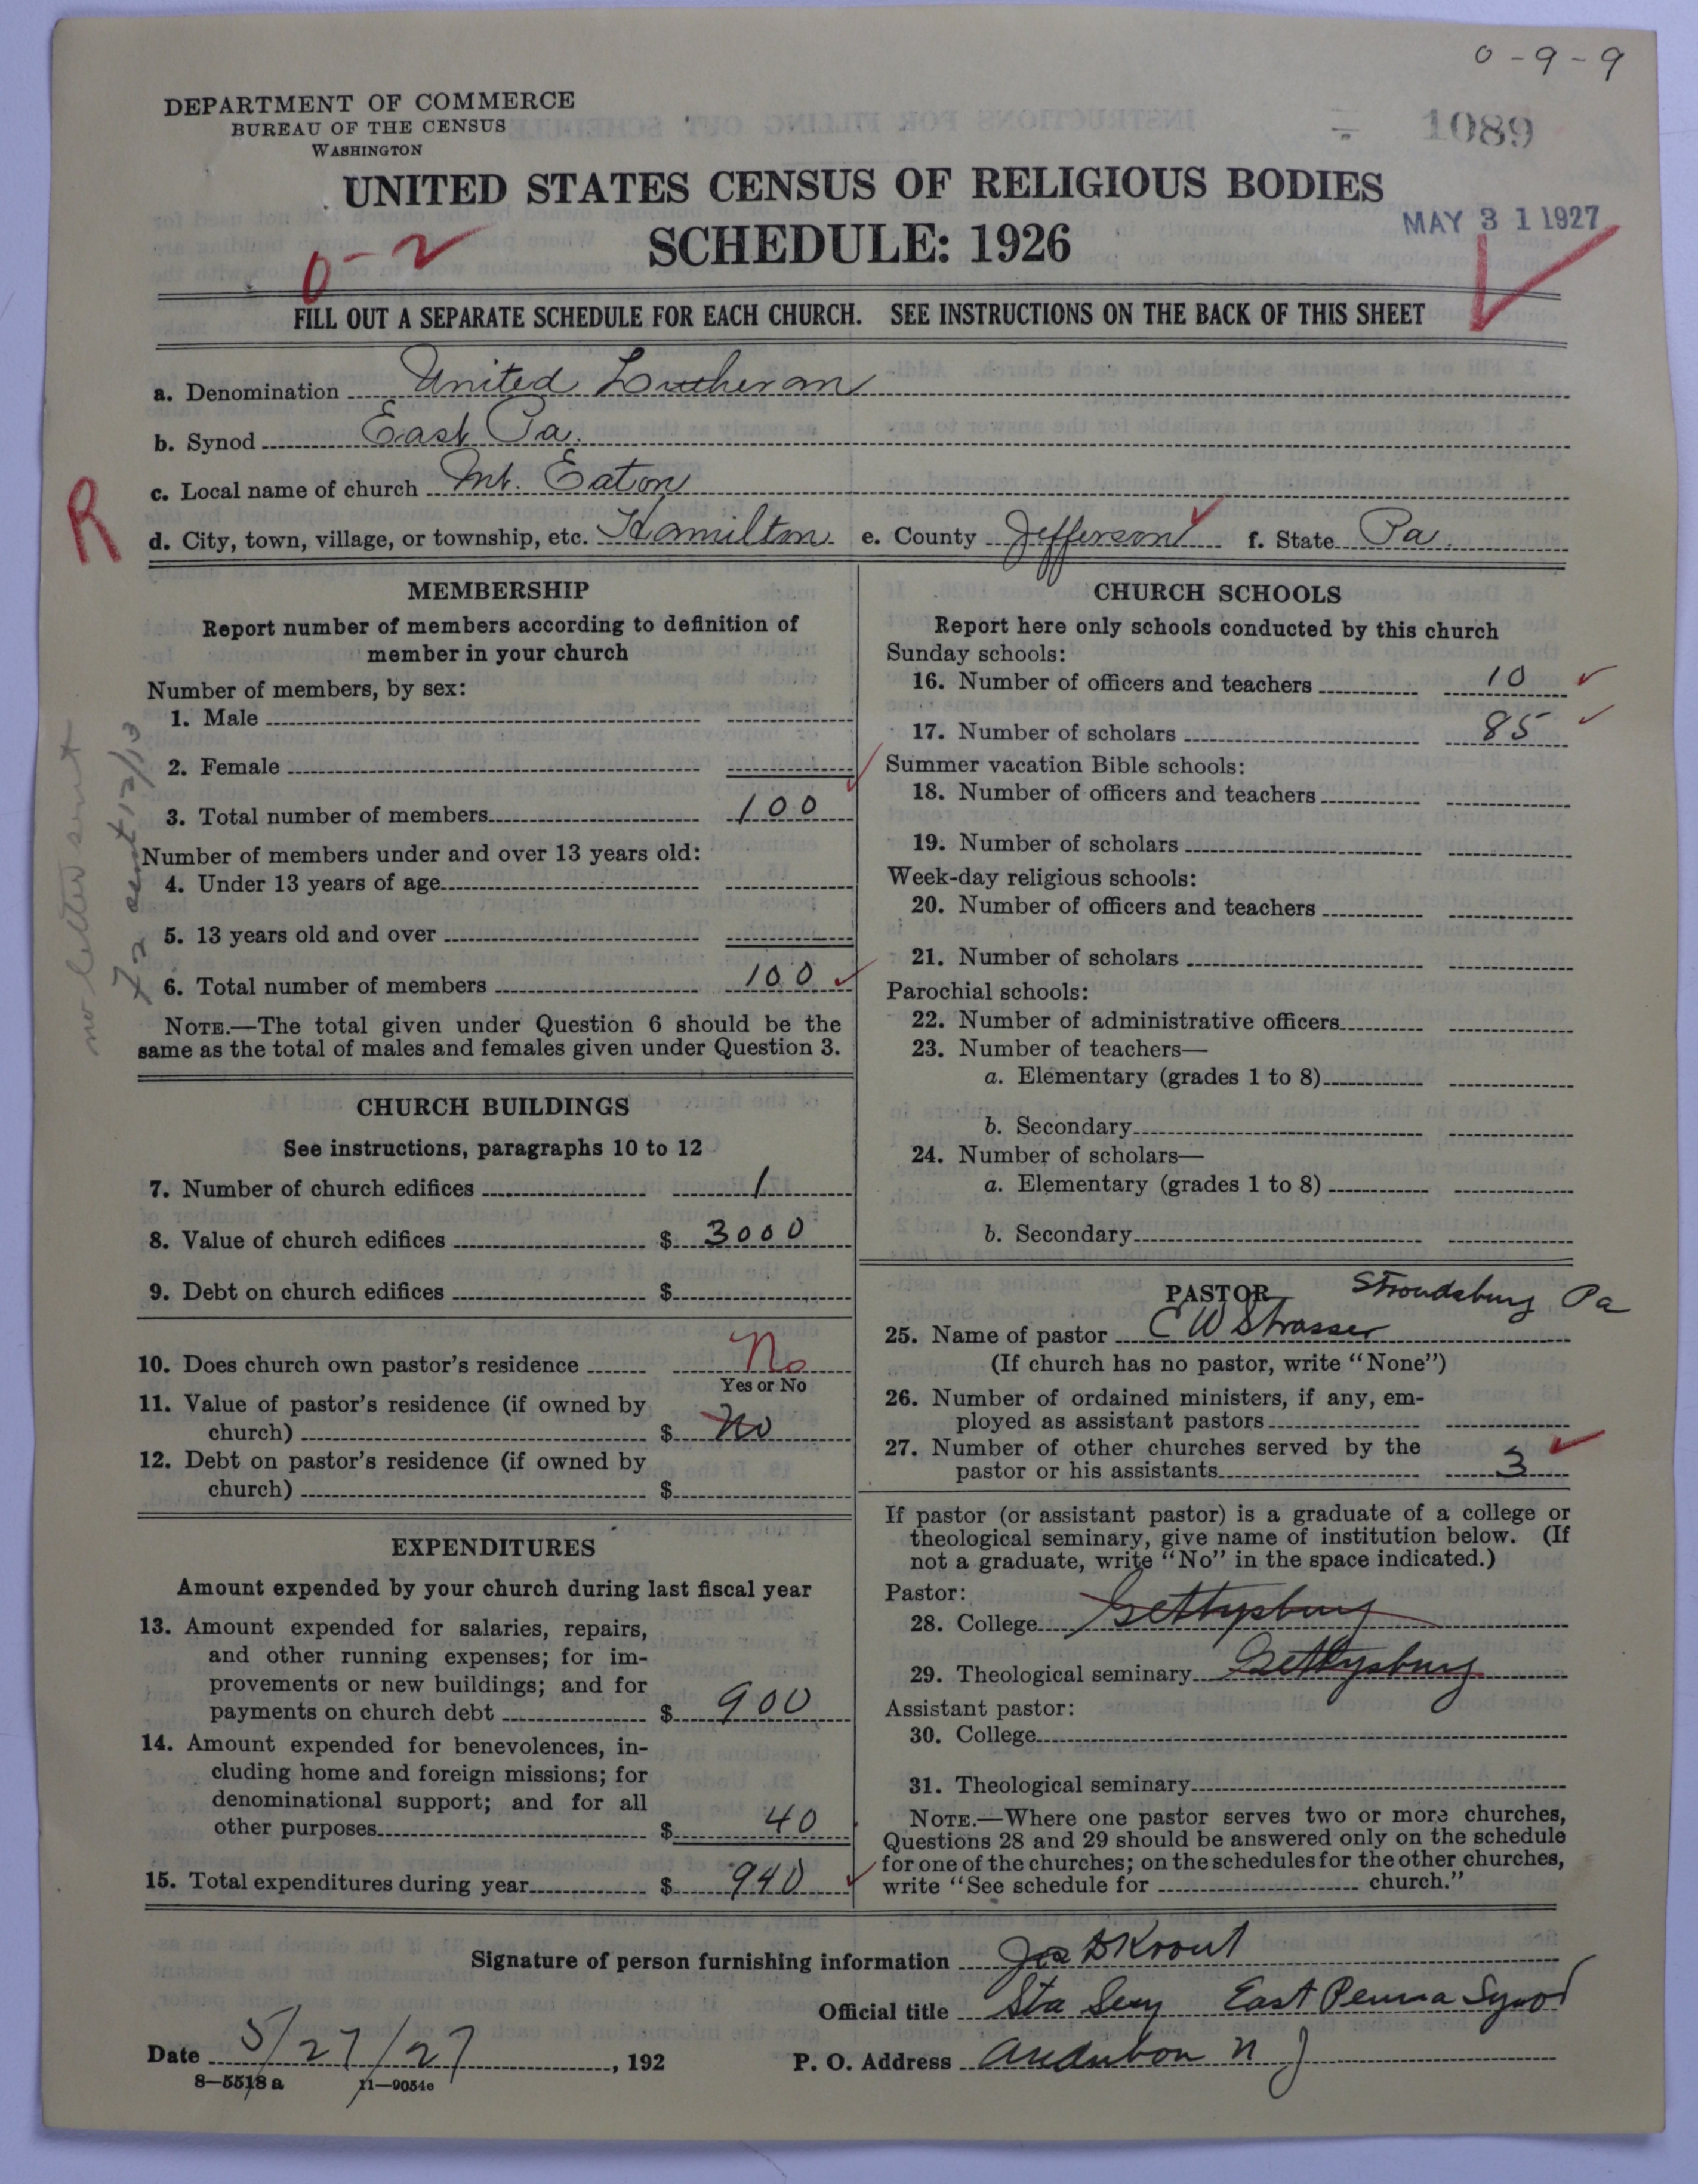 0-9-9
DEPARTMENT OF COMMERCE
BUREAU OF THE CENSUS
WASHINGTON
1089
UNITED STATES CENSUS OF RELIGIOUS BODIES
MAY 31 1927
SCHEDULE: 1926
0-2
FILL OUT A SEPARATE SCHEDULE FOR EACH CHURCH. SEE INSTRUCTIONS ON THE BACK OF THIS SHEET
a. Denomination United Lutheran
b. Synod East Pa.
c. Local name of church Mt. Eaton
R
d. City, town, village, or township, etc. Hamilton e. County Jefferson f. State Pa.
no letter sent
72 sent 12/13
MEMBERSHIP
Report number of members according to definition of
member in your church
Number of members, by sex:
1. Male
2. Female
3. Total number of members 100
Number of members under and over 13 years old:
4. Under 13 years of age
5. 13 years old and over
6. Total number of members 100
NOTE.—The total given under Question 6 should be the
same as the total of males and females given under Question 3.
CHURCH BUILDINGS
See instructions, paragraphs 10 to 12
7. Number of church edifices 1
8. Value of church edifices $ 3000
9. Debt on church edifices $
10. Does church own pastor's residence No
Yes or No
11. Value of pastor's residence (if owned by
church) $ no
12. Debt on pastor's residence (if owned by
church) $
EXPENDITURES
Amount expended by your church during last fiscal year
13. Amount expended for salaries, repairs,
and other running expenses; for im-
provements or new buildings; and for
payments on church debt $ 900
14. Amount expended for benevolences, in-
cluding home and foreign missions; for
denominational support; and for all
other purposes $ 40
15. Total expenditures during year $ 940
CHURCH SCHOOLS
Report here only schools conducted by this church
Sunday schools:
16. Number of officers and teachers 10
17. Number of scholars 85
Summer vacation Bible schools:
18. Number of officers and teachers
19. Number of scholars
Week-day religious schools:
20. Number of officers and teachers
21. Number of scholars
Parochial schools:
22. Number of administrative officers
23. Number of teachers—
a. Elementary (grades 1 to 8)
b. Secondary
24. Number of scholars—
a. Elementary (grades 1 to 8)
b. Secondary
PASTOR Stroudsburg Pa
25. Name of pastor C W Strasser
(If church has no pastor, write "None")
26. Number of ordained ministers, if any, em-
ployed as assistant pastors
27. Number of other churches served by the
pastor or his assistants 3
If pastor (or assistant pastor) is a graduate of a college or
theological seminary, give name of institution below. (If
not a graduate, write "No" in the space indicated.)
Pastor:
28. College Gettysburg
29. Theological seminary Gettysburg
Assistant pastor:
30. College
31. Theological seminary
NOTE.—Where one pastor serves two or more churches,
Questions 28 and 29 should be answered only on the schedule
for one of the churches; on the schedules for the other churches,
write "See schedule for church."
Signature of person furnishing information Jos D Krout
Official title Sta Secy East Penna Synod
Date 5/27/27, 192
P. O. Address Audubon N J
8—5518 a 11—9054e